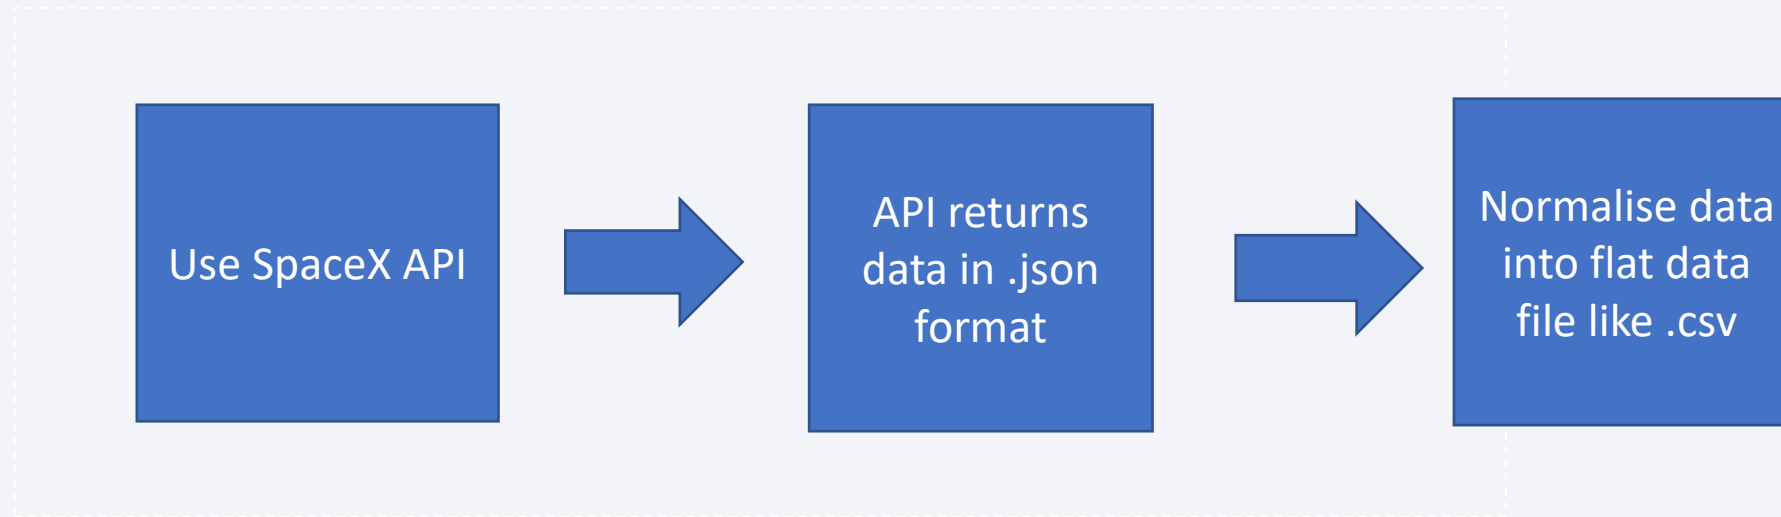 Use SpaceX API
API returns
data in .json
format
Normalise data
into flat data
file like .csv